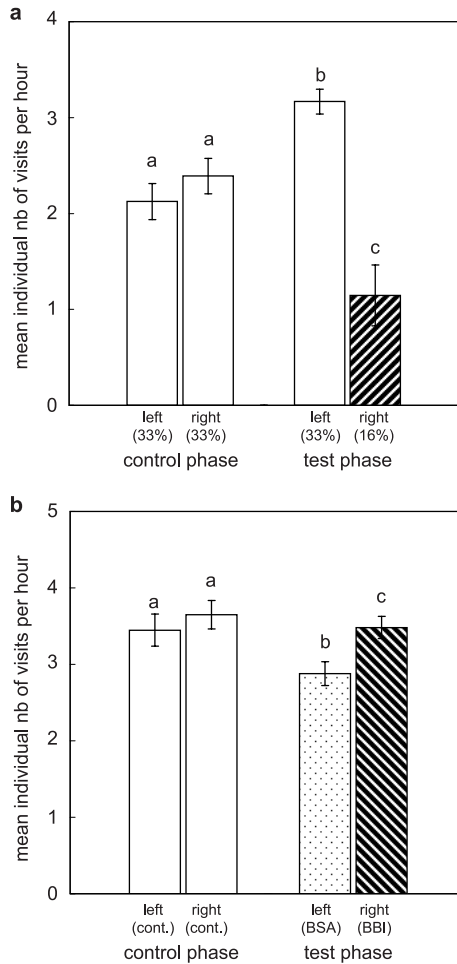 a
mean individual nb of visits per hour
4
3
2
1
0
a
a
b
c
left right left right
(33%) (33%) (33%) (16%)
control phase test phase
b
mean individual nb of visits per hour
5
4
3
2
1
0
a
a
b
c
left right left right
(cont.) (cont.) (BSA) (BBI)
control phase test phase